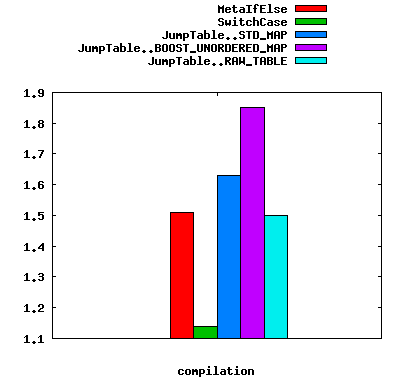 MetaIfElse
SwitchCase
JumpTable..STD_MAP
JumpTable..BOOST_UNORDERED_MAP
JumpTable..RAW_TABLE
1.9
1.8
1.7
1.6
1.5
1.4
1.3
1.2
1.1
compilation